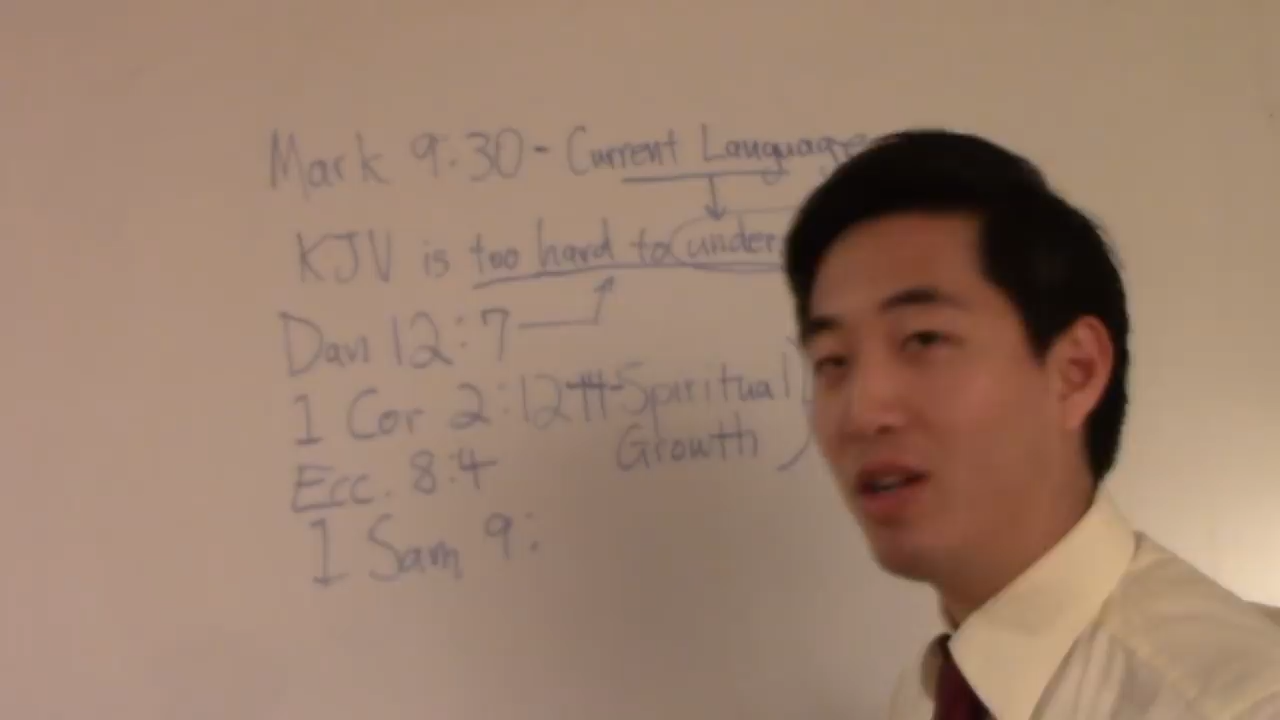 Mark 9:30 - Current Language
KJV is too hard to under
Dan 12:7
1 Cor 2:12 Spiritual
Growth
Ecc. 8:4
1 Sam 9: